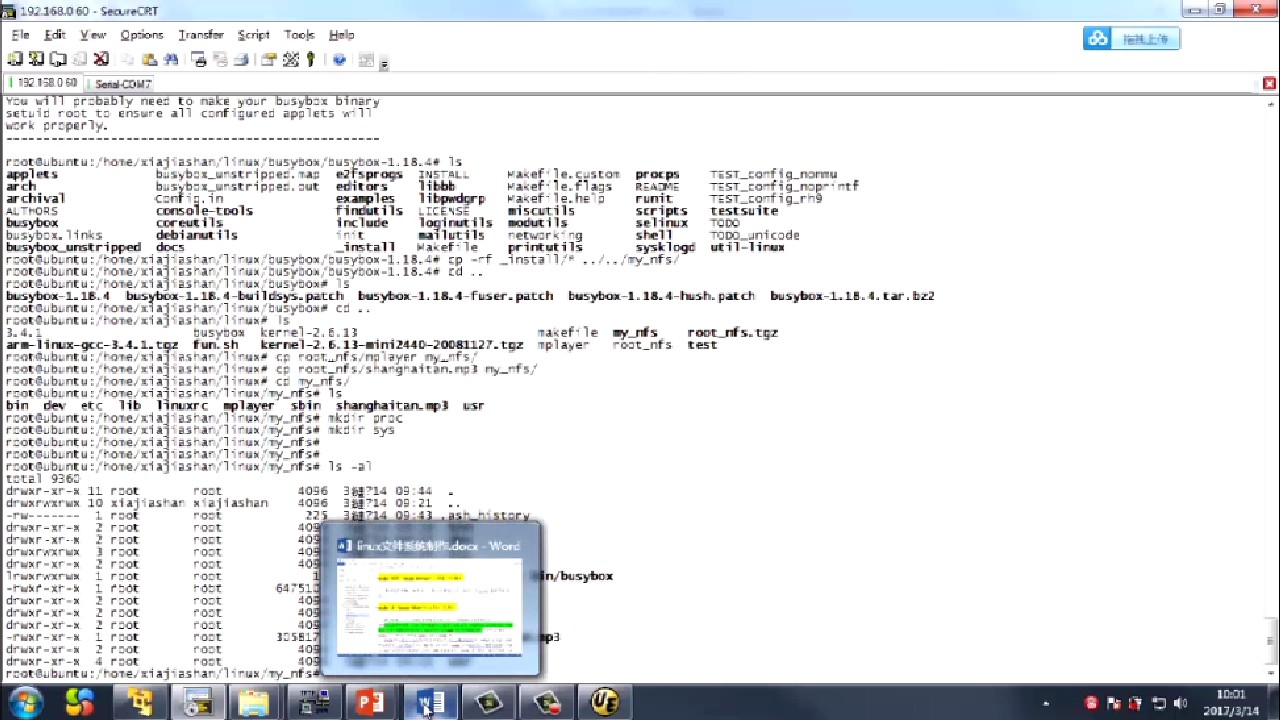 192.168.0.60 - SecureCRT
File Edit View Options Transfer Script Tools Help
拖拽上传
192.168.0.60 Serial-COM7
You will probably need to make your busybox binary
setuid root to ensure all configured applets will
work properly.
--------------------------------------------------
root@ubuntu:/home/xiajiashan/linux/busybox/busybox-1.18.4# ls
applets busybox_unstripped.map e2fsprogs INSTALL Makefile.custom procps TEST_config_nommu
arch busybox_unstripped.out editors libbb Makefile.flags README TEST_config_noprintf
archival Config.in examples libpwdgrp Makefile.help runit TEST_config_rh9
AUTHORS console-tools findutils LICENSE miscutils scripts testsuite
busybox coreutils include loginutils modutils selinux TODO
busybox.links debianutils init mailutils networking shell TODO_unicode
busybox_unstripped docs _install Makefile printutils sysklogd util-linux
root@ubuntu:/home/xiajiashan/linux/busybox/busybox-1.18.4# cp -rf _install/* ../../my_nfs/
root@ubuntu:/home/xiajiashan/linux/busybox/busybox-1.18.4# cd ..
root@ubuntu:/home/xiajiashan/linux/busybox# ls
busybox-1.18.4 busybox-1.18.4-buildsys.patch busybox-1.18.4-fuser.patch busybox-1.18.4-hush.patch busybox-1.18.4.tar.bz2
root@ubuntu:/home/xiajiashan/linux/busybox# cd ..
root@ubuntu:/home/xiajiashan/linux# ls
3.4.1 busybox kernel-2.6.13 makefile my_nfs root_nfs.tgz
arm-linux-gcc-3.4.1.tgz fun.sh kernel-2.6.13-mini2440-20081127.tgz mplayer root_nfs test
root@ubuntu:/home/xiajiashan/linux# cp root_nfs/mplayer my_nfs/
root@ubuntu:/home/xiajiashan/linux# cp root_nfs/shanghaitan.mp3 my_nfs/
root@ubuntu:/home/xiajiashan/linux# cd my_nfs/
root@ubuntu:/home/xiajiashan/linux/my_nfs# ls
bin dev etc lib linuxrc mplayer sbin shanghaitan.mp3 usr
root@ubuntu:/home/xiajiashan/linux/my_nfs# mkdir proc
root@ubuntu:/home/xiajiashan/linux/my_nfs# mkdir sys
root@ubuntu:/home/xiajiashan/linux/my_nfs#
root@ubuntu:/home/xiajiashan/linux/my_nfs#
root@ubuntu:/home/xiajiashan/linux/my_nfs# ls -al
total 9360
drwxr-xr-x 11 root root 4096 3 ?14 09:44 .
drwxrwxrwx 10 xiajiashan xiajiashan 4096 3 ?14 09:21 ..
-rw------- 1 root root 225 3 ?14 09:43 .ash_history
drwxr-xr-x 2 root root 409
drwxr-xr-x 2 root root 409
drwxrwxr-x 3 root root 409
drwxr-xr-x 2 root root 409
lrwxrwxrwx 1 root root 1 in/busybox
-rwxr-xr-x 1 root root 647510
drwxr-xr-x 2 root root 409
drwxr-xr-x 2 root root 409
drwxr-xr-x 2 root root 409
-rwxr-xr-x 1 root root 305817 mp3
drwxr-xr-x 2 root root 409
drwxr-xr-x 4 root root 409
root@ubuntu:/home/xiajiashan/linux/my_nfs#
linux文件系统制作.docx - Word
10:01
2017/3/14